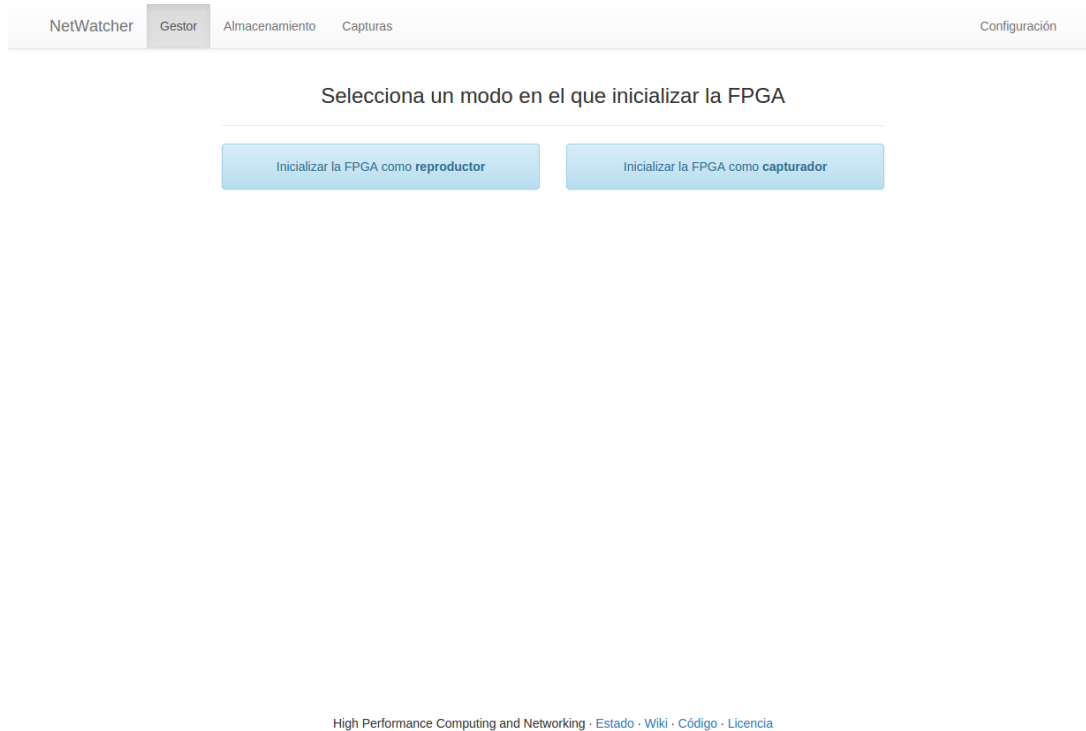 NetWatcher Gestor Almacenamiento Capturas Configuración
Selecciona un modo en el que inicializar la FPGA
Inicializar la FPGA como reproductor
Inicializar la FPGA como capturador
High Performance Computing and Networking · Estado · Wiki · Código · Licencia